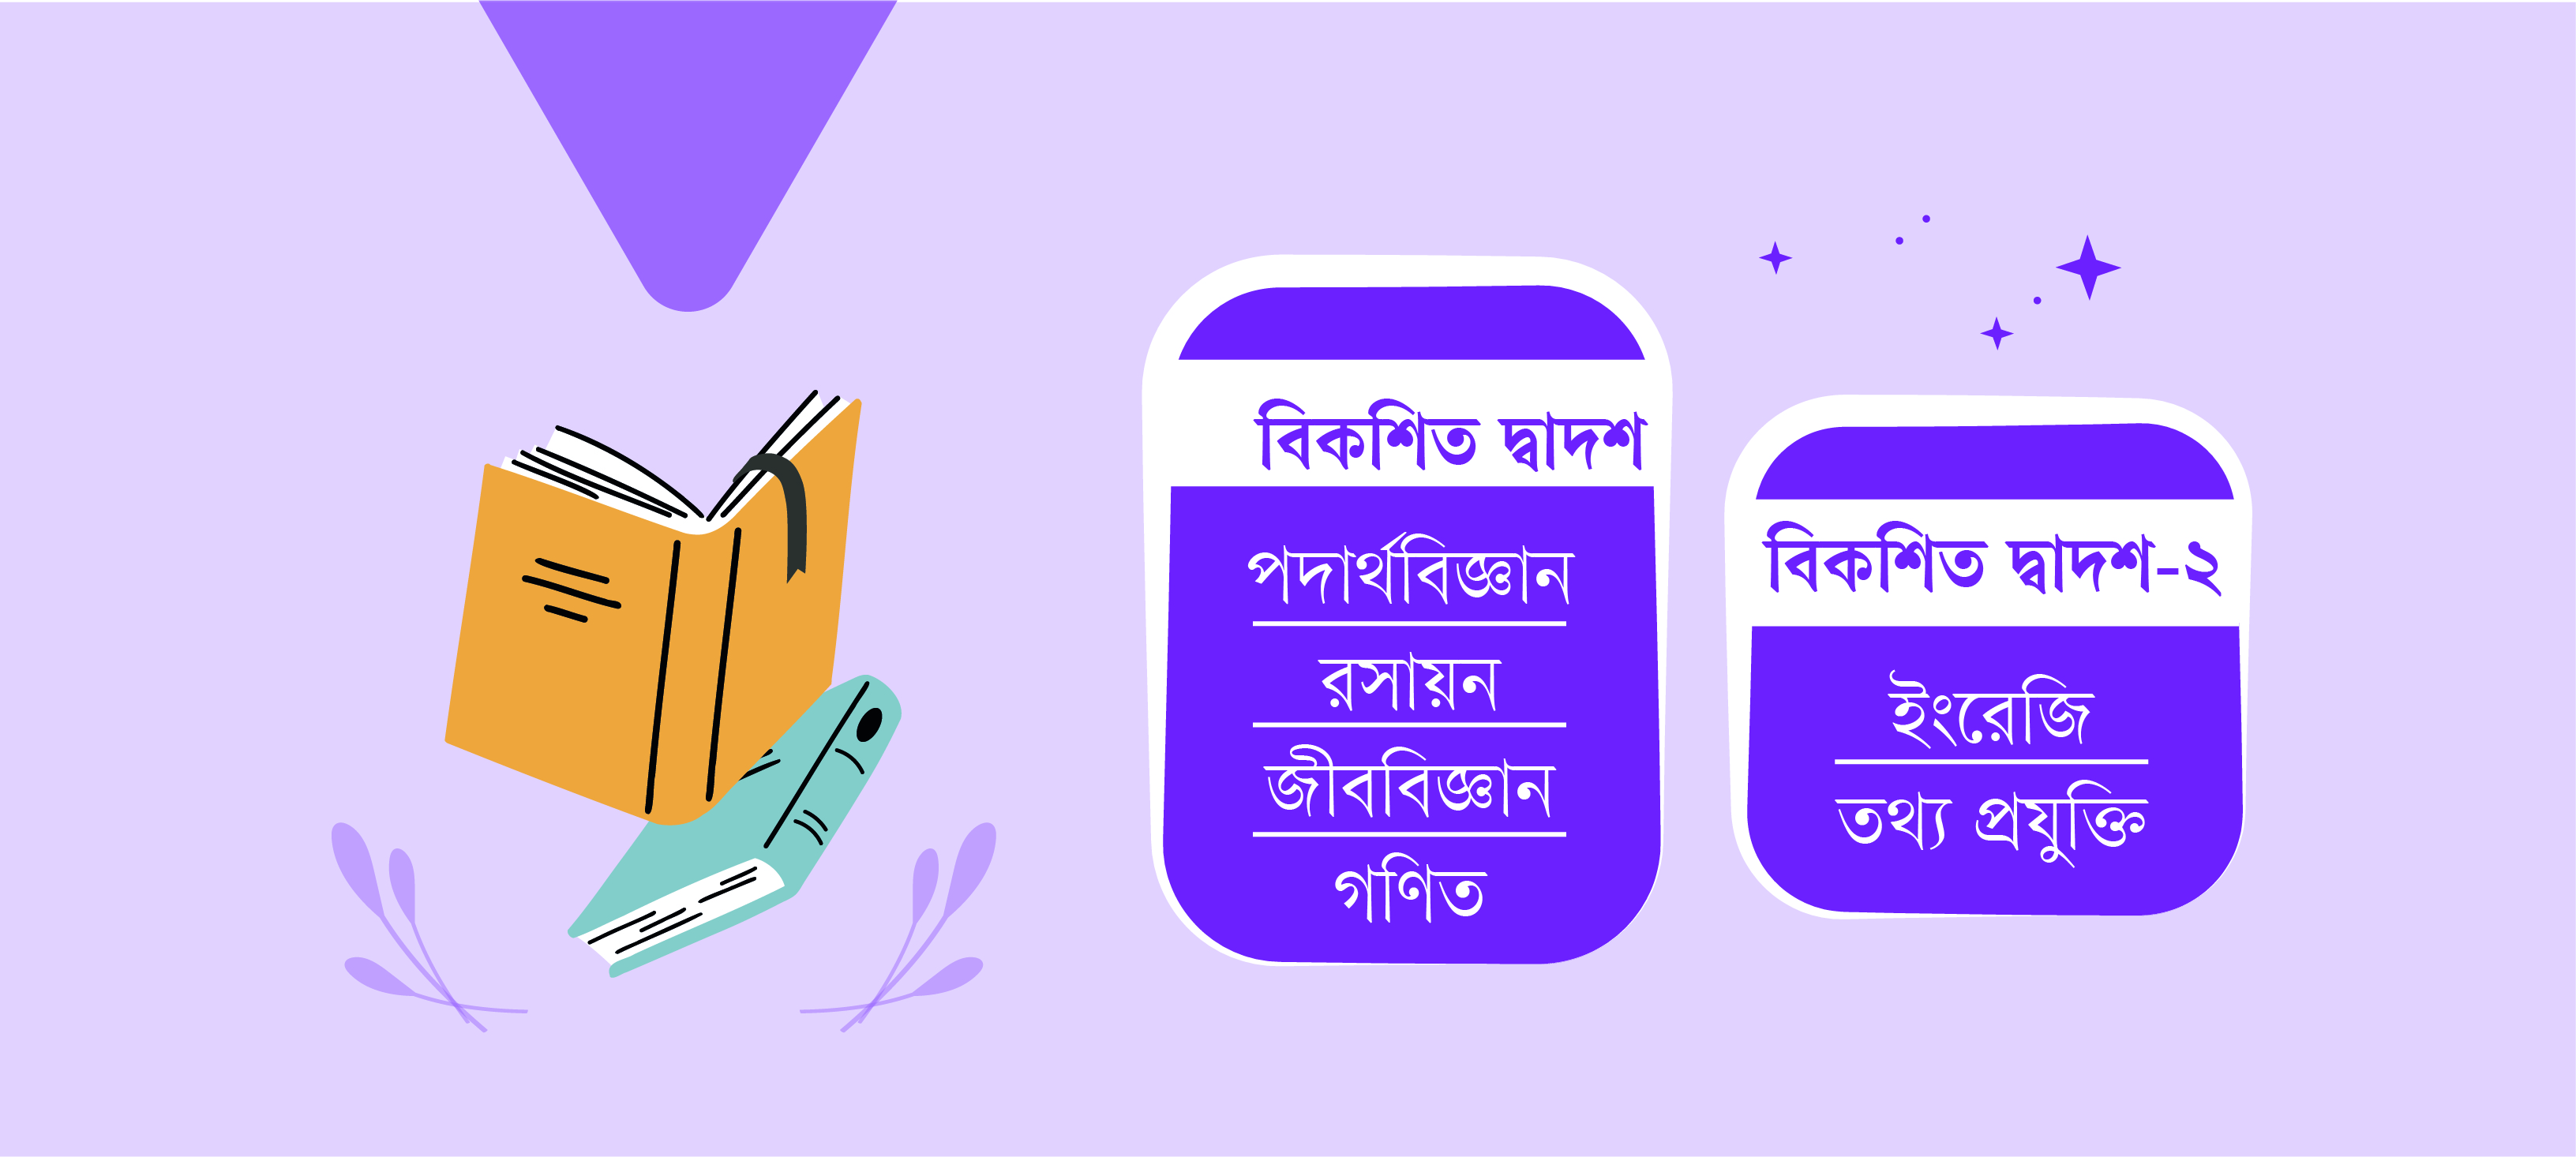 বিকশিত দ্বাদশ
পদার্থবিজ্ঞান
রসায়ন
জীববিজ্ঞান
গণিত
বিকশিত দ্বাদশ-২
ইংরেজি
তথ্য প্রযুক্তি